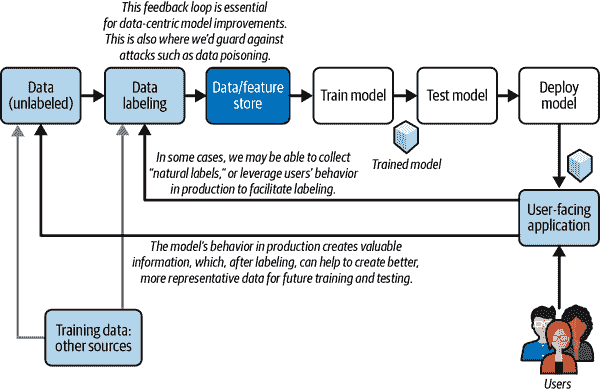 This feedback loop is essential
for data-centric model improvements.
This is also where we’d guard against
attacks such as data poisoning.
Data
(unlabeled)
Data
labeling
Data/feature
store
Train model
Test model
Deploy
model
Trained model
In some cases, we may be able to collect
“natural labels,” or leverage users’ behavior
in production to facilitate labeling.
User-facing
application
The model’s behavior in production creates valuable
information, which, after labeling, can help to create better,
more representative data for future training and testing.
Training data:
other sources
Users